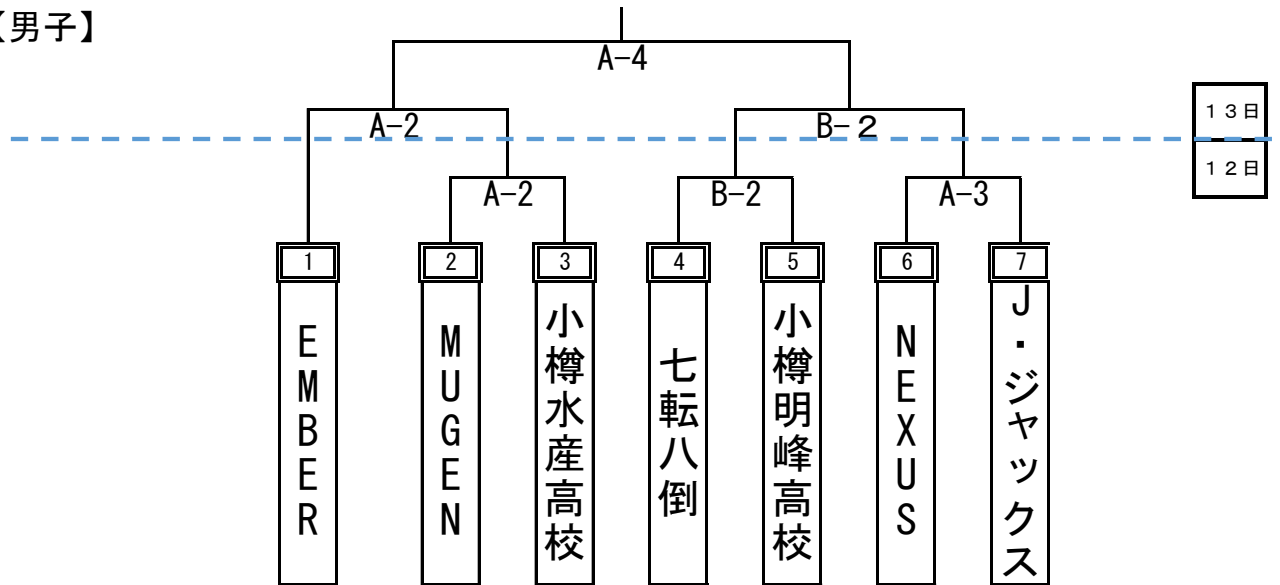 【男子】
A-4
A-2
B-２
１３日
１２日
A-2
B-2
A-3
1
2
3
4
5
6
7
EMBER
MUGEN
小樽水産高校
七転八倒
小樽明峰高校
NEXUS
J・ジャックス